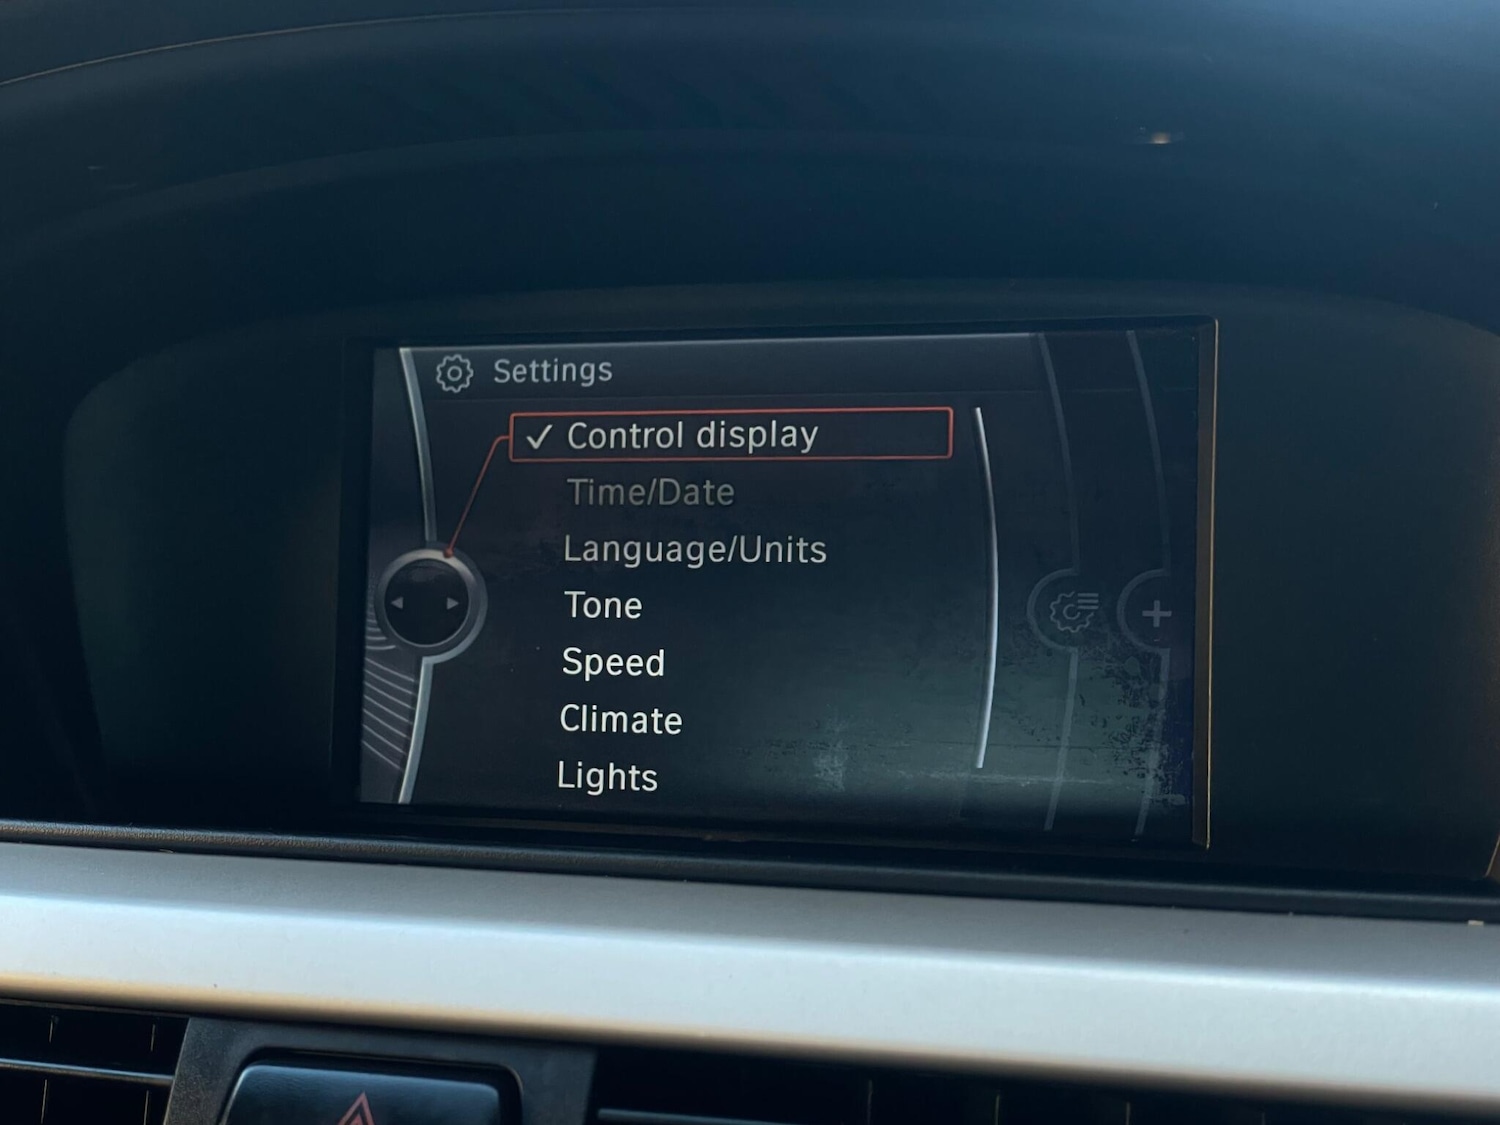 Settings
✓ Control display
Time/Date
Language/Units
Tone
Speed
Climate
Lights